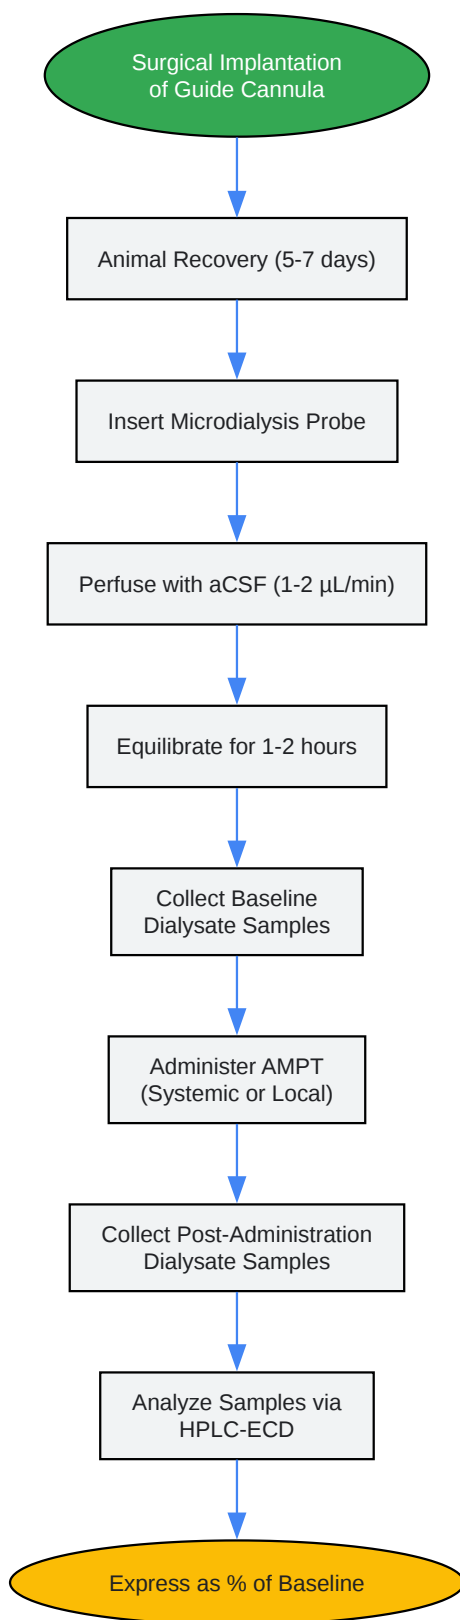 Surgical Implantation
of Guide Cannula
Animal Recovery (5-7 days)
Insert Microdialysis Probe
Perfuse with aCSF (1-2 µL/min)
Equilibrate for 1-2 hours
Collect Baseline
Dialysate Samples
Administer AMPT
(Systemic or Local)
Collect Post-Administration
Dialysate Samples
Analyze Samples via
HPLC-ECD
Express as % of Baseline